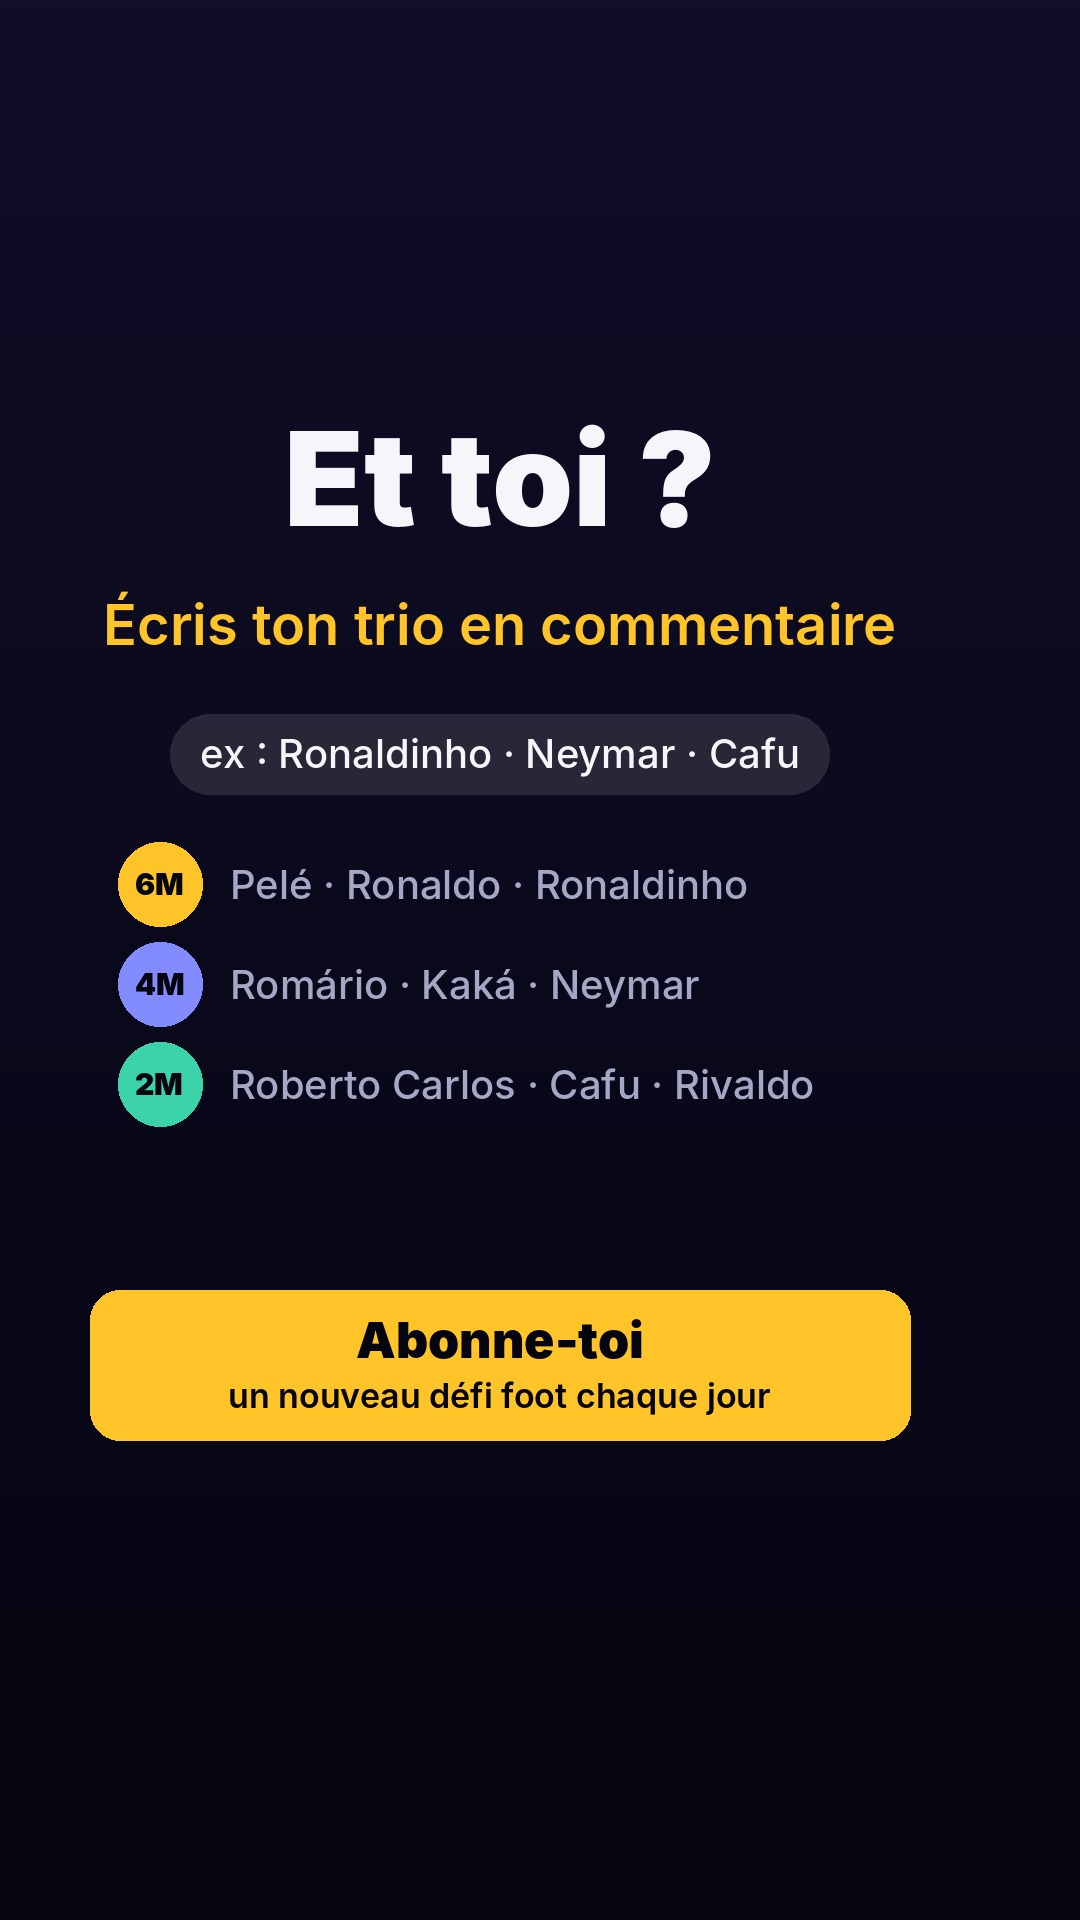 Et toi ?
Écris ton trio en commentaire
ex : Ronaldinho · Neymar · Cafu
6M Pelé · Ronaldo · Ronaldinho
4M Romário · Kaká · Neymar
2M Roberto Carlos · Cafu · Rivaldo
Abonne-toi
un nouveau défi foot chaque jour